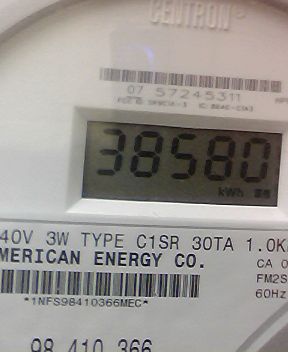 CENTRON®
07 57245311
38580
kWh
40V 3W TYPE C1SR 30TA 1.0K
MERICAN ENERGY CO.
CA 0
FM2S
60Hz
*1NFS98410366MEC*
98 410 366